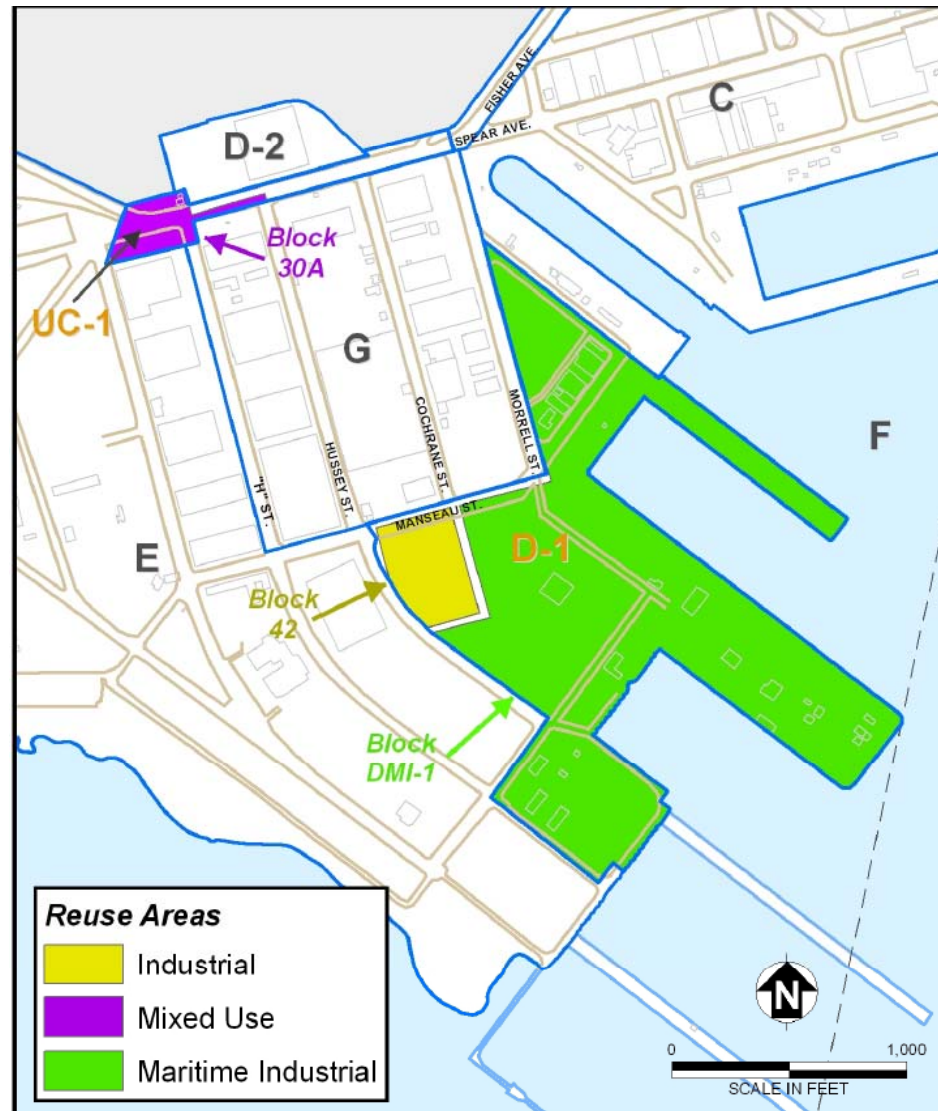 FISHER AVE.
C
SPEAR AVE.
D-2
Block
30A
UC-1
G
F
MORRELL ST.
COCHRANE ST.
HUSSEY ST.
"H" ST.
MANSEAU ST.
D-1
E
Block
42
Block
DMI-1
Reuse Areas
Industrial
Mixed Use
Maritime Industrial
N
0 1,000
SCALE IN FEET